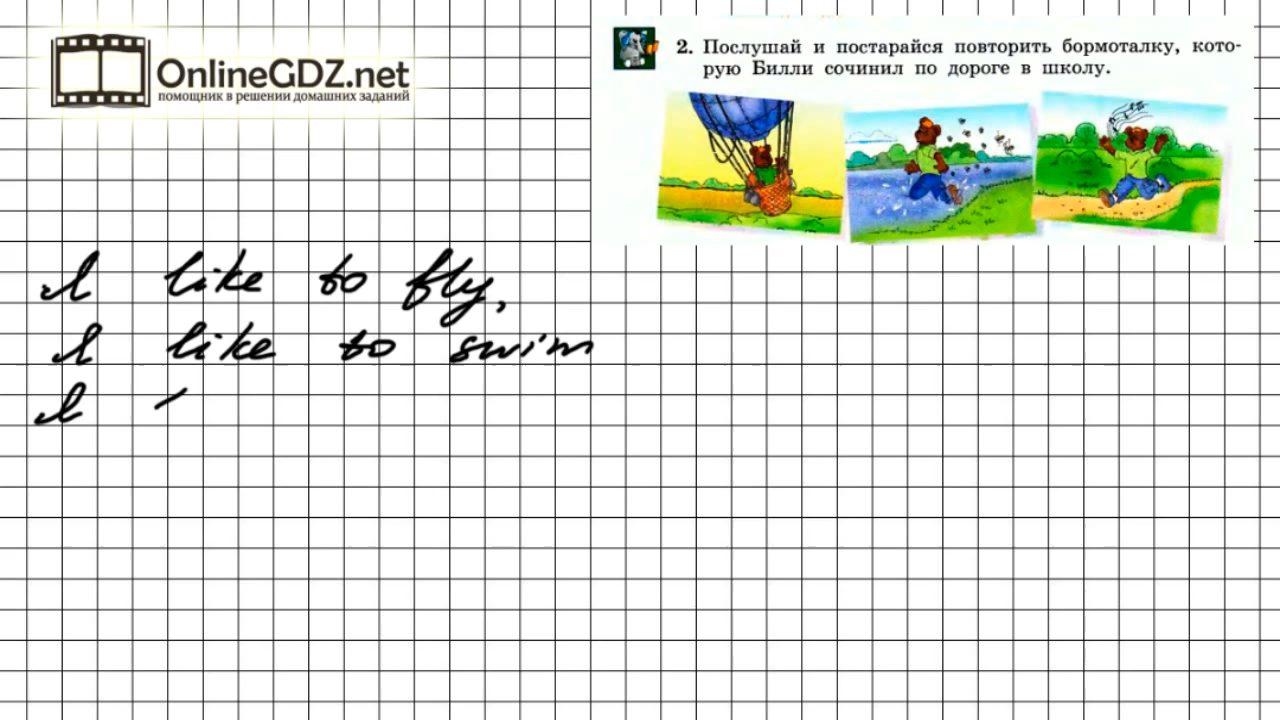 OnlineGDZ.net
помощник в решении домашних заданий
2. Послушай и постарайся повторить бормоталку, кото-
рую Билли сочинил по дороге в школу.
I like to fly,
I like to swim
I